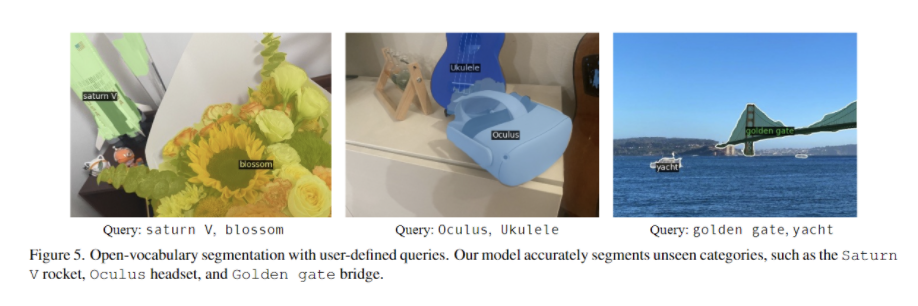 saturn V
blossom
Ukulele
Oculus
golden gate
yacht
Query: saturn V, blossom
Query: Oculus, Ukulele
Query: golden gate, yacht
Figure 5. Open-vocabulary segmentation with user-defined queries. Our model accurately segments unseen categories, such as the Saturn
V rocket, Oculus headset, and Golden gate bridge.